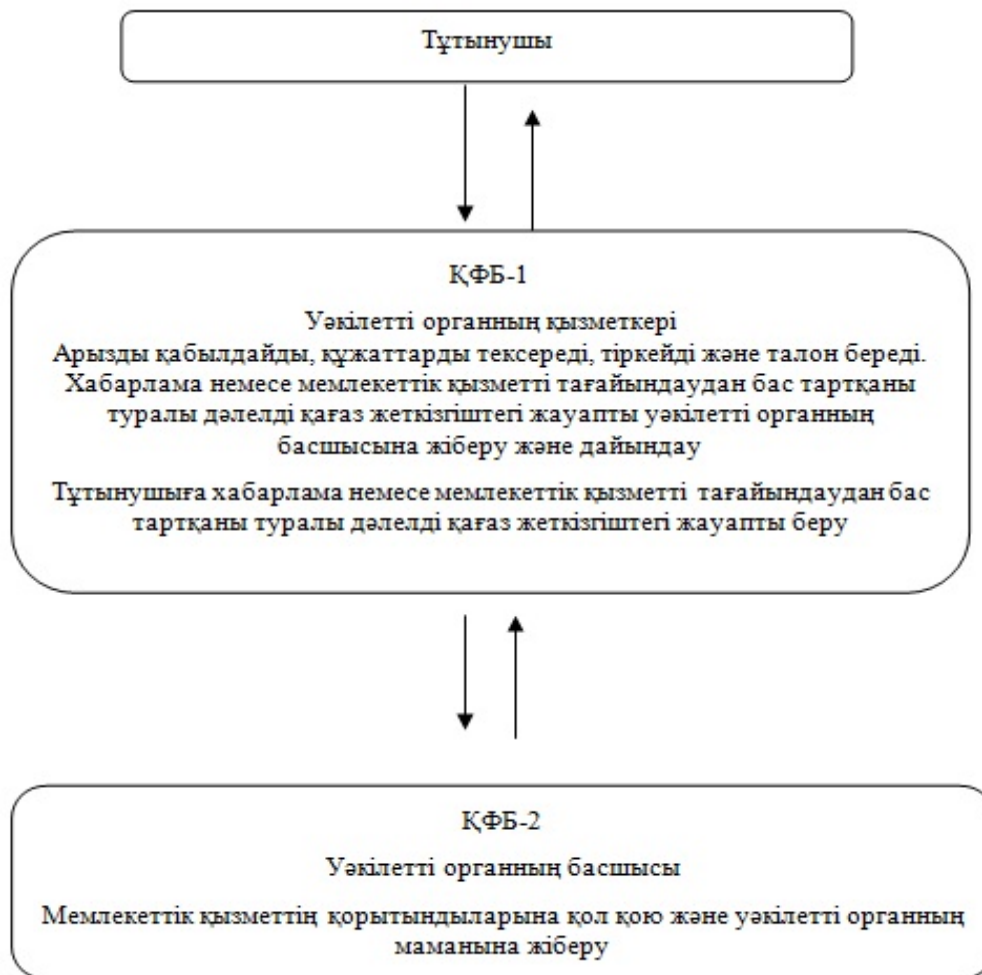 Тұтынушы
ҚФБ-1
Уәкілетті органның қызметкері
Арызды қабылдайды, құжаттарды тексереді, тіркейді және талон береді.
Хабарлама немесе мемлекеттік қызметті тағайындаудан бас тартқаны
туралы дәлелді қағаз жеткізгіштегі жауапты уәкілетті органның
басшысына жіберу және дайындау
Тұтынушыға хабарлама немесе мемлекеттік қызметті тағайындаудан бас
тартқаны туралы дәлелді қағаз жеткізгіштегі жауапты беру
ҚФБ-2
Уәкілетті органның басшысы
Мемлекеттік қызметтің қорытындыларына қол қою және уәкілетті органның
маманына жіберу